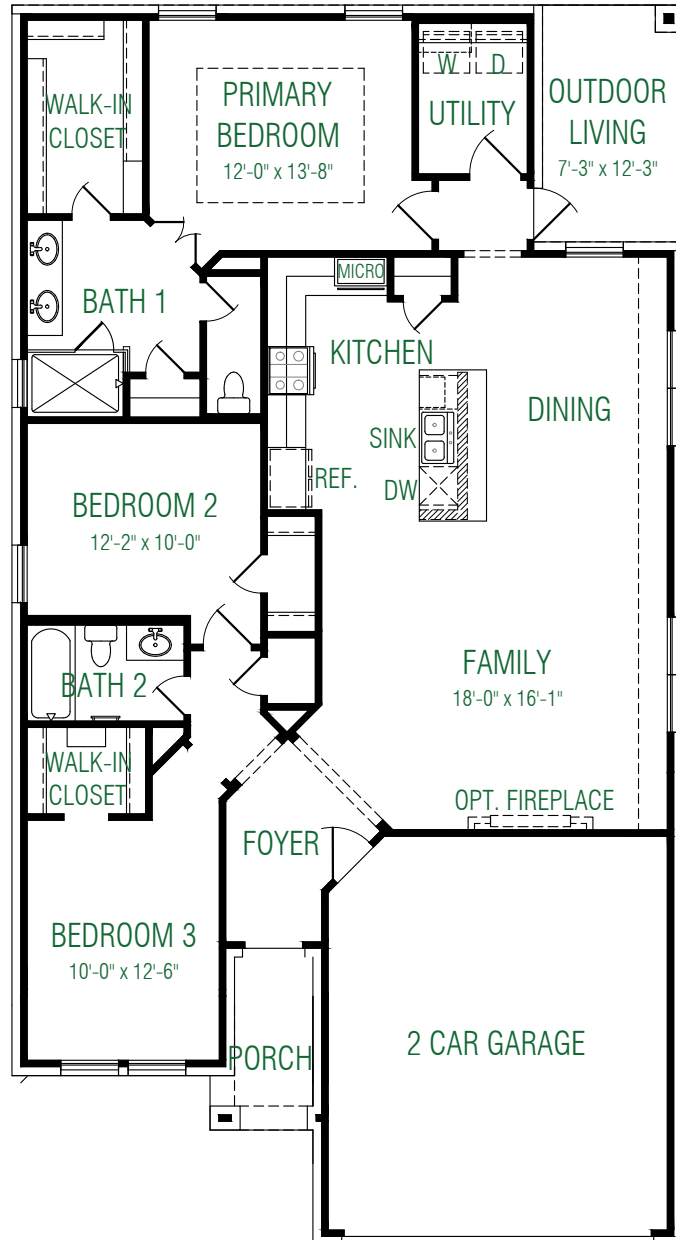 WALK-IN
CLOSET
PRIMARY
BEDROOM
12'-0" x 13'-8"
W D
UTILITY
OUTDOOR
LIVING
7'-3" x 12'-3"
BATH 1
MICRO
KITCHEN
DINING
SINK
REF.
DW
BEDROOM 2
12'-2" x 10'-0"
BATH 2
FAMILY
18'-0" x 16'-1"
WALK-IN
CLOSET
OPT. FIREPLACE
FOYER
BEDROOM 3
10'-0" x 12'-6"
PORCH
2 CAR GARAGE